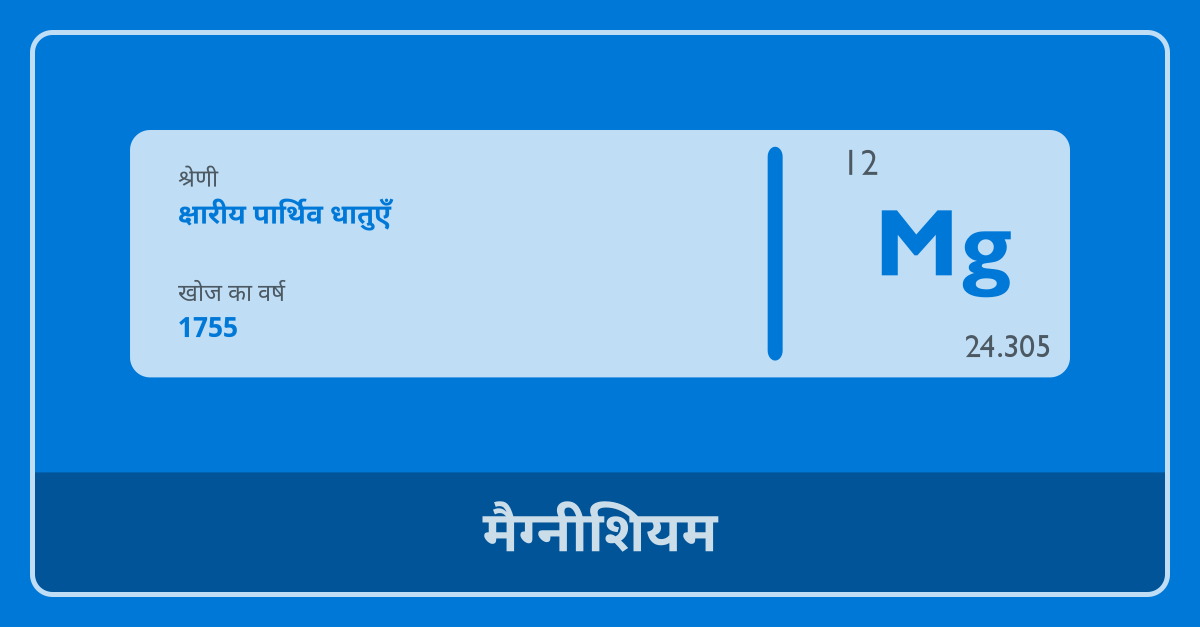 श्रेणी
क्षारीय पार्थिव धातुएँ
खोज का वर्ष
1755
12
Mg
24.305
मैग्नीशियम